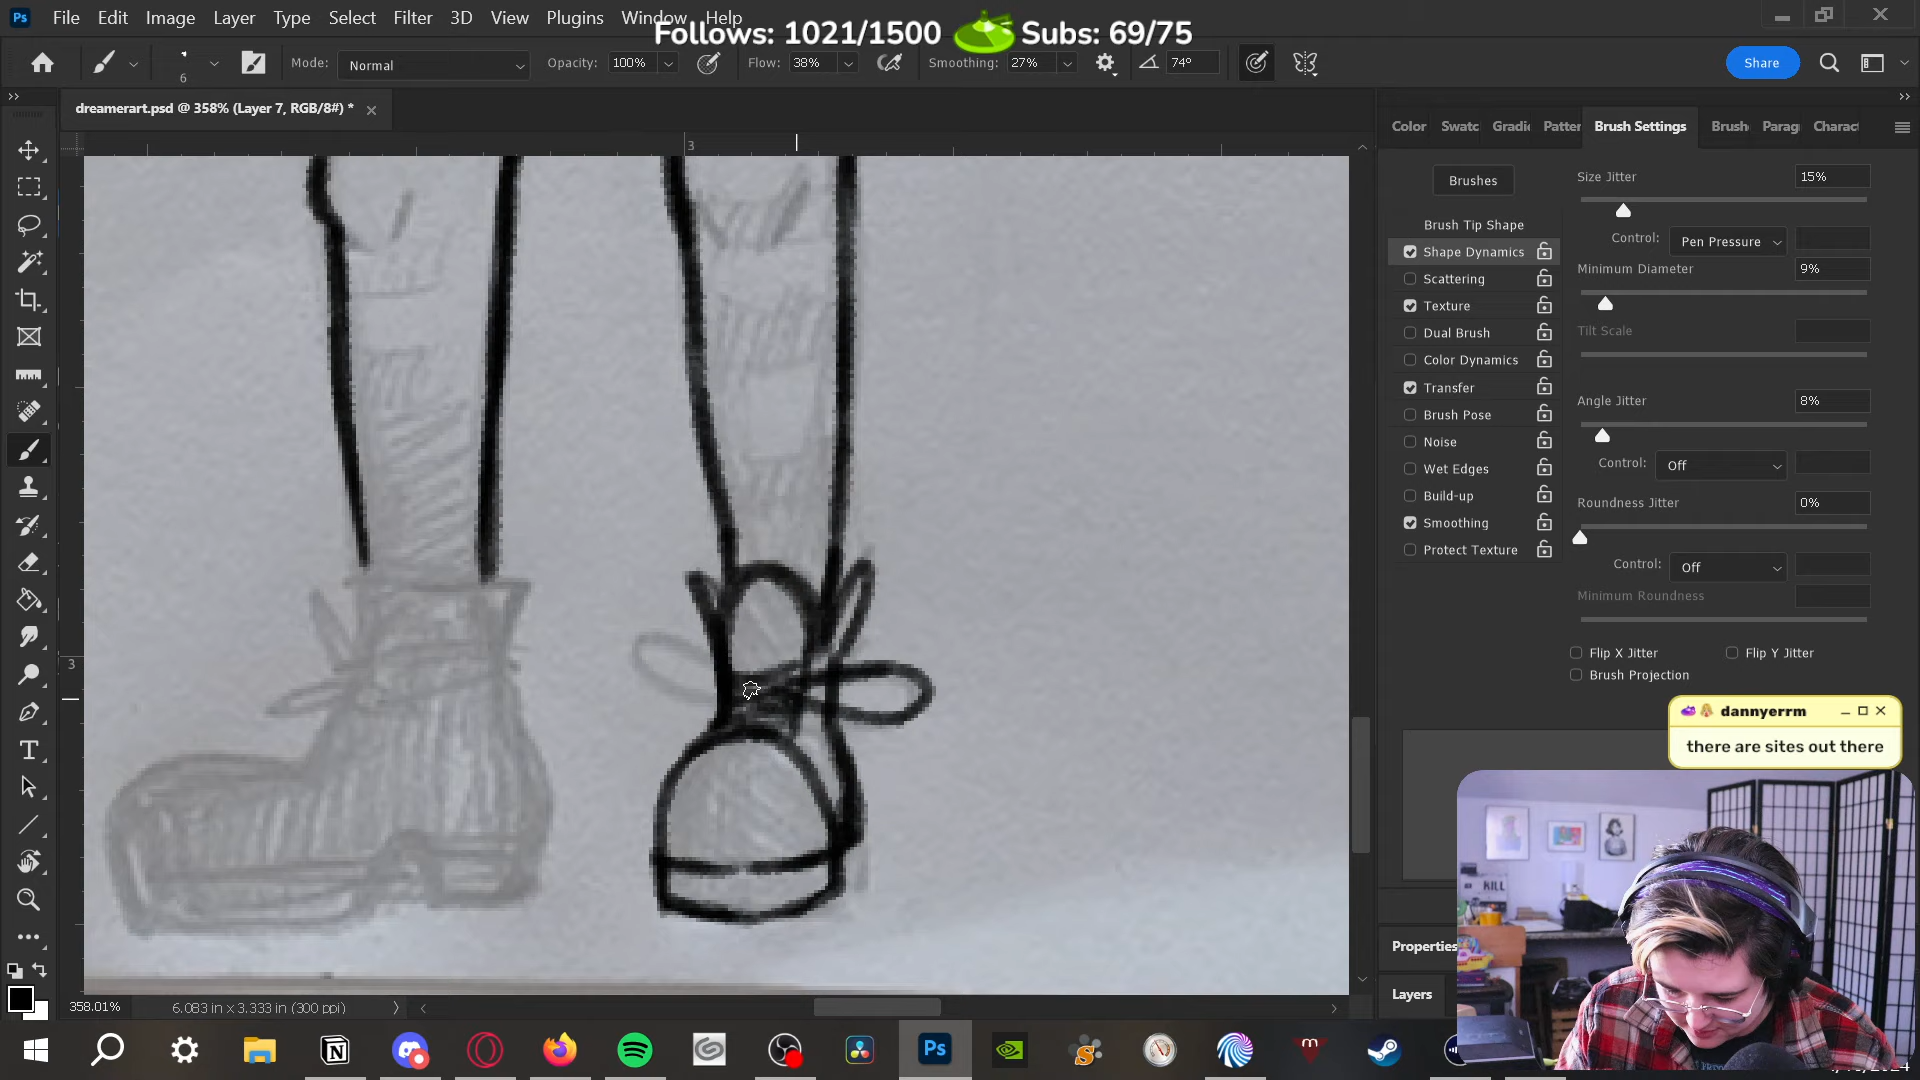 File Edit Image Layer Type Select Filter 3D View Plugins Window Help
Follows: 1021/1500 Subs: 69/75
6 Mode: Normal Opacity: 100% Flow: 38% Smoothing: 27% 74° Share
dreamerart.psd @ 358% (Layer 7, RGB/8#) *
3
3
Color Swatc Gradie Patter Brush Settings Brush Parag Charac
Brushes
Brush Tip Shape
Shape Dynamics
Scattering
Texture
Dual Brush
Color Dynamics
Transfer
Brush Pose
Noise
Wet Edges
Build-up
Smoothing
Protect Texture
Size Jitter 15%
Control: Pen Pressure
Minimum Diameter 9%
Tilt Scale
Angle Jitter 8%
Control: Off
Roundness Jitter 0%
Control: Off
Minimum Roundness
Flip X Jitter Flip Y Jitter
Brush Projection
dannyerrm
there are sites out there
KILL
Properties
Layers
358.01% 6.083 in x 3.333 in (300 ppi)
Ps